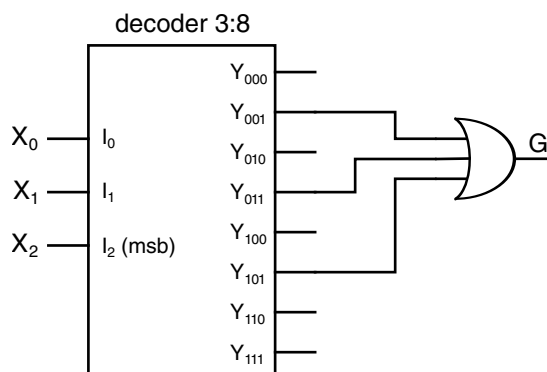 decoder 3:8
Y000
Y001
X0 I0 Y010 G
X1 I1 Y011
Y100
X2 I2 (msb)
Y101
Y110
Y111